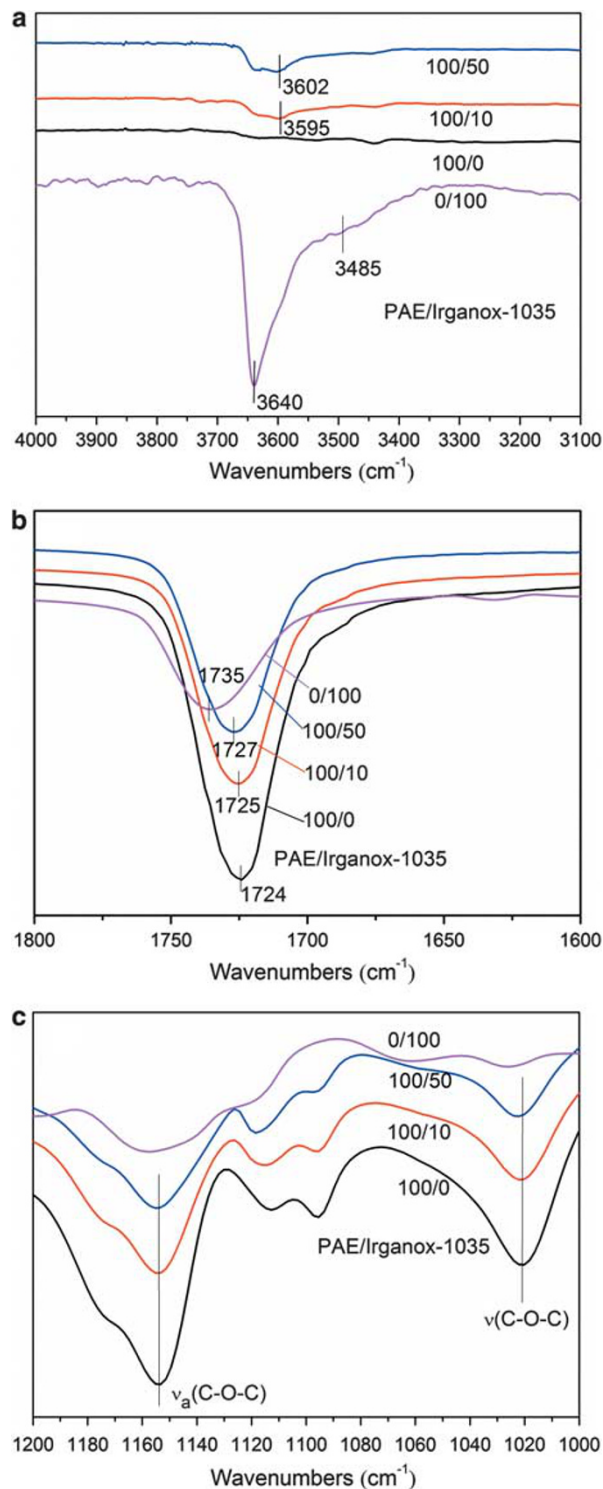 a
100/50
3602
100/10
3595
100/0
0/100
3485
PAE/Irganox-1035
3640
4000 3900 3800 3700 3600 3500 3400 3300 3200 3100
Wavenumbers (cm⁻¹)
b
1735
0/100
100/50
1727
100/10
1725
100/0
PAE/Irganox-1035
1724
1800 1750 1700 1650 1600
Wavenumbers (cm⁻¹)
c
0/100
100/50
100/10
100/0
PAE/Irganox-1035
ν(C-O-C)
νₐ(C-O-C)
1200 1180 1160 1140 1120 1100 1080 1060 1040 1020 1000
Wavenumbers (cm⁻¹)